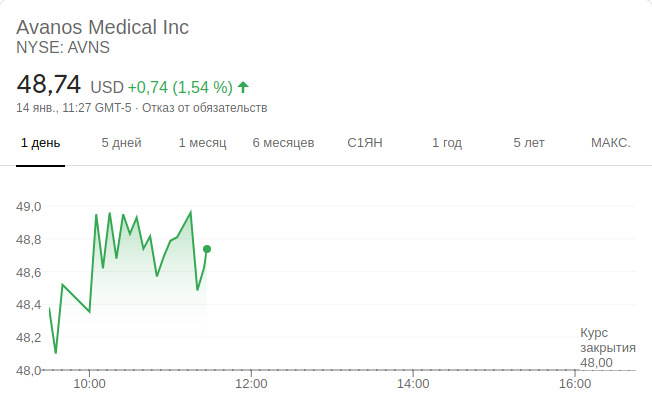 Avanos Medical Inc
NYSE: AVNS
48,74 USD +0,74 (1,54 %)
14 янв., 11:27 GMT-5 · Отказ от обязательств
1 день 5 дней 1 месяц 6 месяцев С1ЯН 1 год 5 лет МАКС.
49,0
48,8
48,6
48,4
48,2
Курс
закрытия
48,00
48,0
10:00 12:00 14:00 16:00